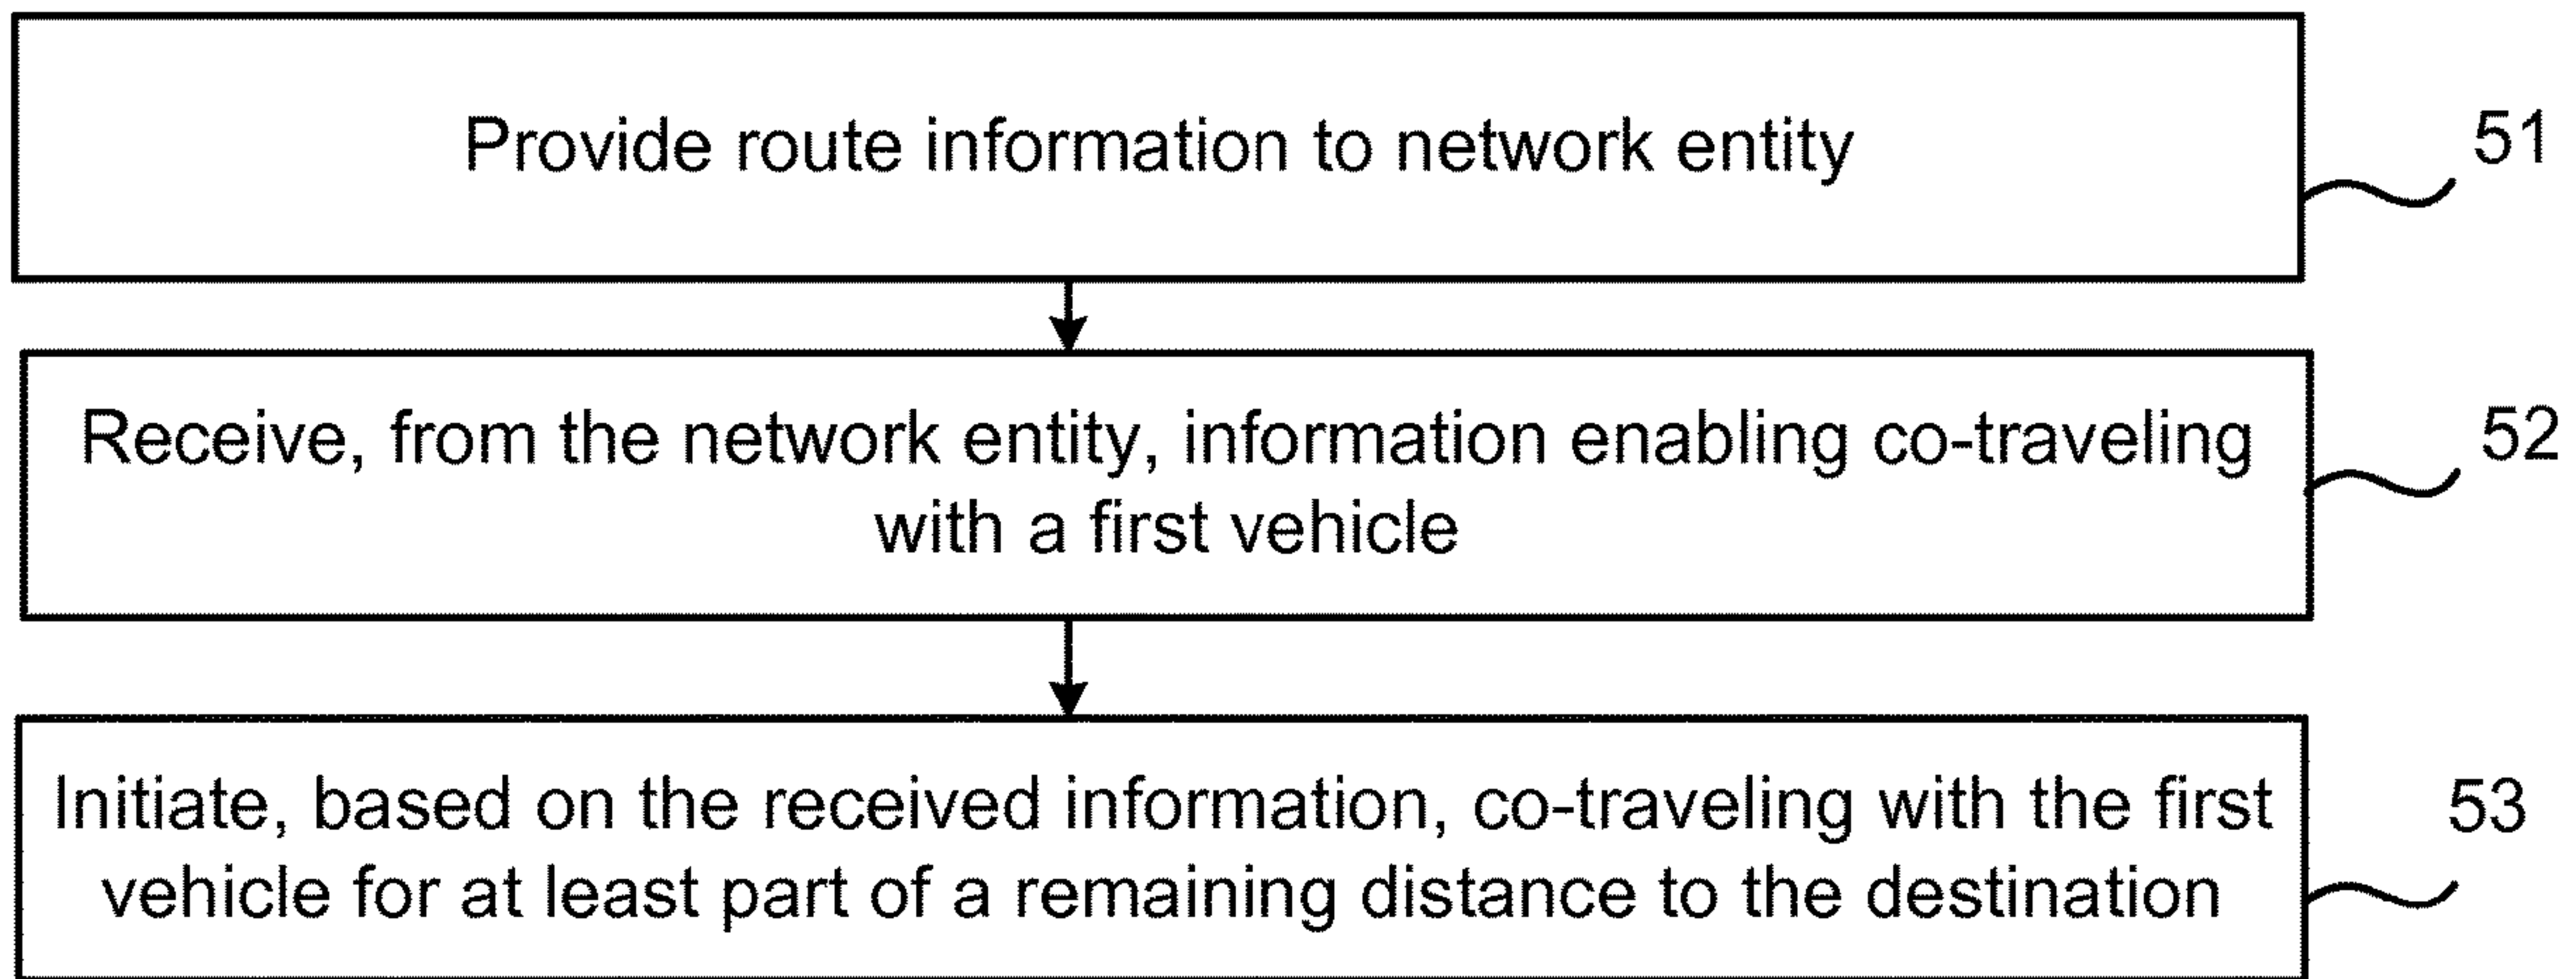 Provide route information to network entity
51
Receive, from the network entity, information enabling co-traveling
with a first vehicle
52
Initiate, based on the received information, co-traveling with the first
vehicle for at least part of a remaining distance to the destination
53